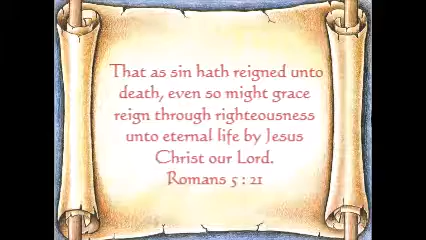 That as sin hath reigned unto
death, even so might grace
reign through righteousness
unto eternal life by Jesus
Christ our Lord.
Romans 5 : 21